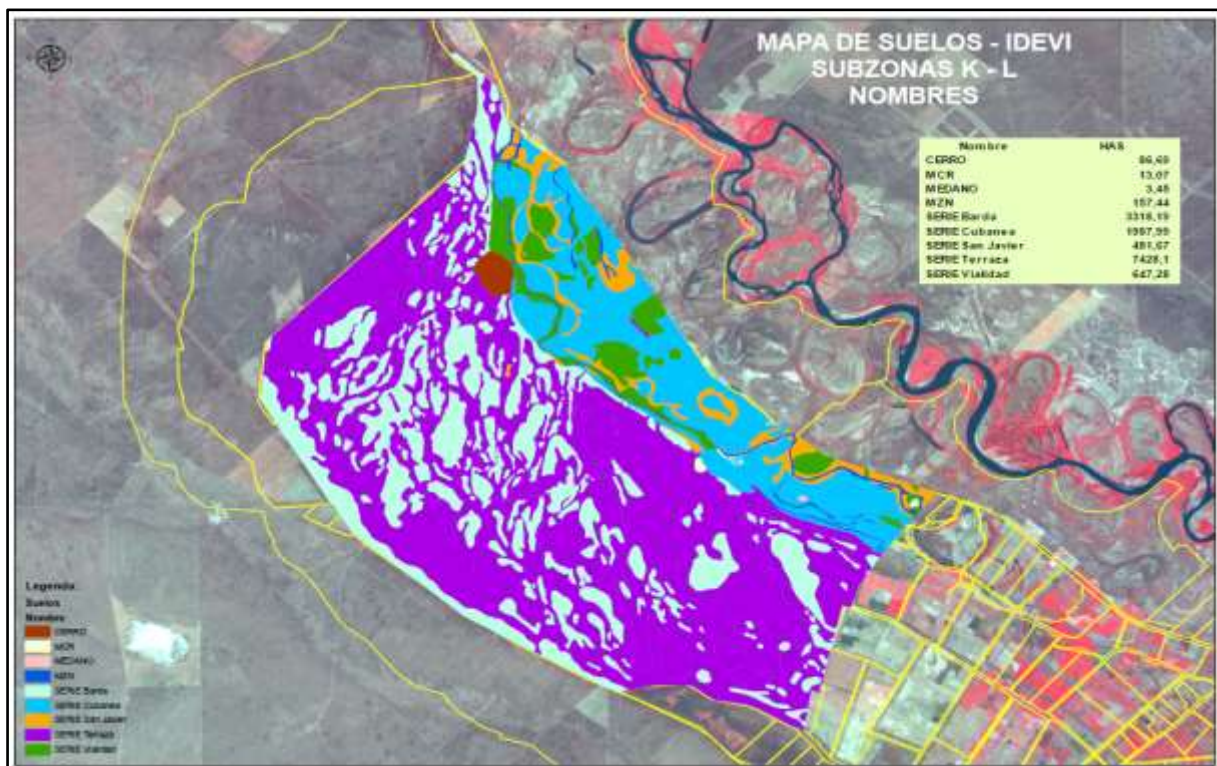 MAPA DE SUELOS - IDEVI
SUBZONAS K - L
NOMBRES
Nombre HAS
CERRO 86,69
MCR 13,07
MEDANO 3,48
MZN 157,44
SERIE Barda 3318,19
SERIE Cubanea 1987,99
SERIE San Javier 481,67
SERIE Terraza 7428,1
SERIE Vialidad 647,28
Legenda
Suelos
Nombre
CERRO
MCR
MEDANO
MZN
SERIE Barda
SERIE Cubanea
SERIE San Javier
SERIE Terraza
SERIE Vialidad